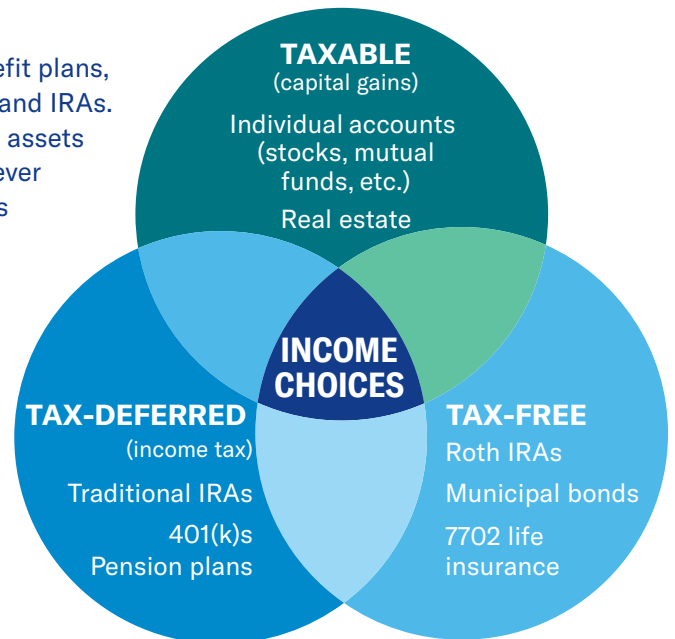 efit plans,
and IRAs.
assets
ever
s
TAXABLE
(capital gains)
Individual accounts
(stocks, mutual
funds, etc.)
Real estate
INCOME
CHOICES
TAX-DEFERRED
(income tax)
Traditional IRAs
401(k)s
Pension plans
TAX-FREE
Roth IRAs
Municipal bonds
7702 life
insurance